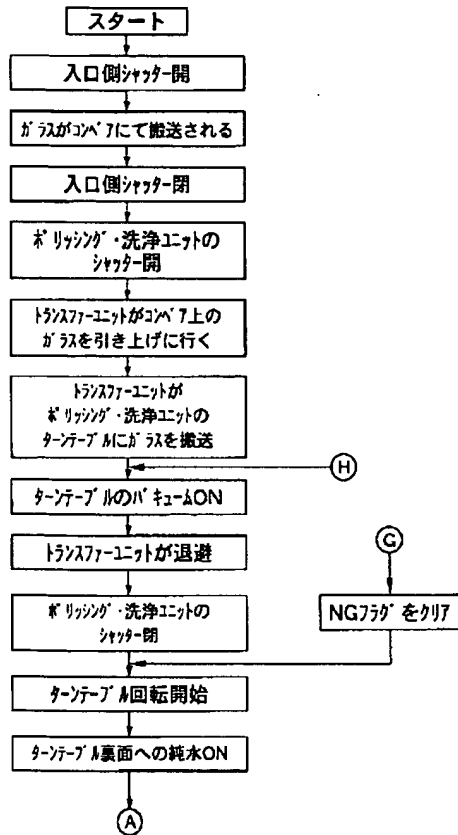 スタート
入口側シャッター開
ｶﾞﾗｽがｺﾝﾍﾞｱにて搬送される
入口側シャッター閉
ﾎﾟﾘｯｼﾝｸﾞ・洗浄ﾕﾆｯﾄの
シャッター開
ﾄﾗﾝｽﾌｧｰﾕﾆｯﾄがｺﾝﾍﾞｱ上の
ｶﾞﾗｽを引き上げに行く
ﾄﾗﾝｽﾌｧｰﾕﾆｯﾄが
ﾎﾟﾘｯｼﾝｸﾞ・洗浄ﾕﾆｯﾄの
ﾀｰﾝﾃｰﾌﾞﾙにｶﾞﾗｽを搬送
H
ﾀｰﾝﾃｰﾌﾞﾙのﾊﾞｷｭｰﾑON
ﾄﾗﾝｽﾌｧｰﾕﾆｯﾄが退避
G
ﾎﾟﾘｯｼﾝｸﾞ・洗浄ﾕﾆｯﾄの
ｼｬｯﾀｰ閉
NGﾌﾗｸﾞをクリア
ﾀｰﾝﾃｰﾌﾞﾙ回転開始
ﾀｰﾝﾃｰﾌﾞﾙ裏面への純水ON
A